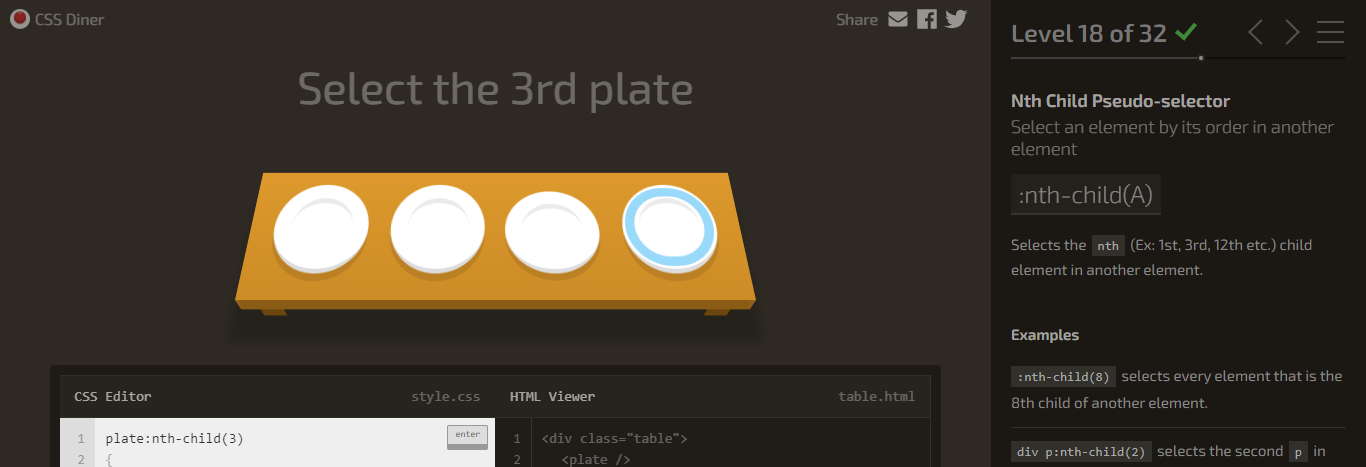 CSS Diner
Share
Select the 3rd plate
CSS Editor
style.css
HTML Viewer
table.html
1
plate:nth-child(3)
enter
2
{
1
<div class="table">
2
<plate />
Level 18 of 32
Nth Child Pseudo-selector
Select an element by its order in another
element
:nth-child(A)
Selects the nth (Ex: 1st, 3rd, 12th etc.) child
element in another element.
Examples
:nth-child(8) selects every element that is the
8th child of another element.
div p:nth-child(2) selects the second p in